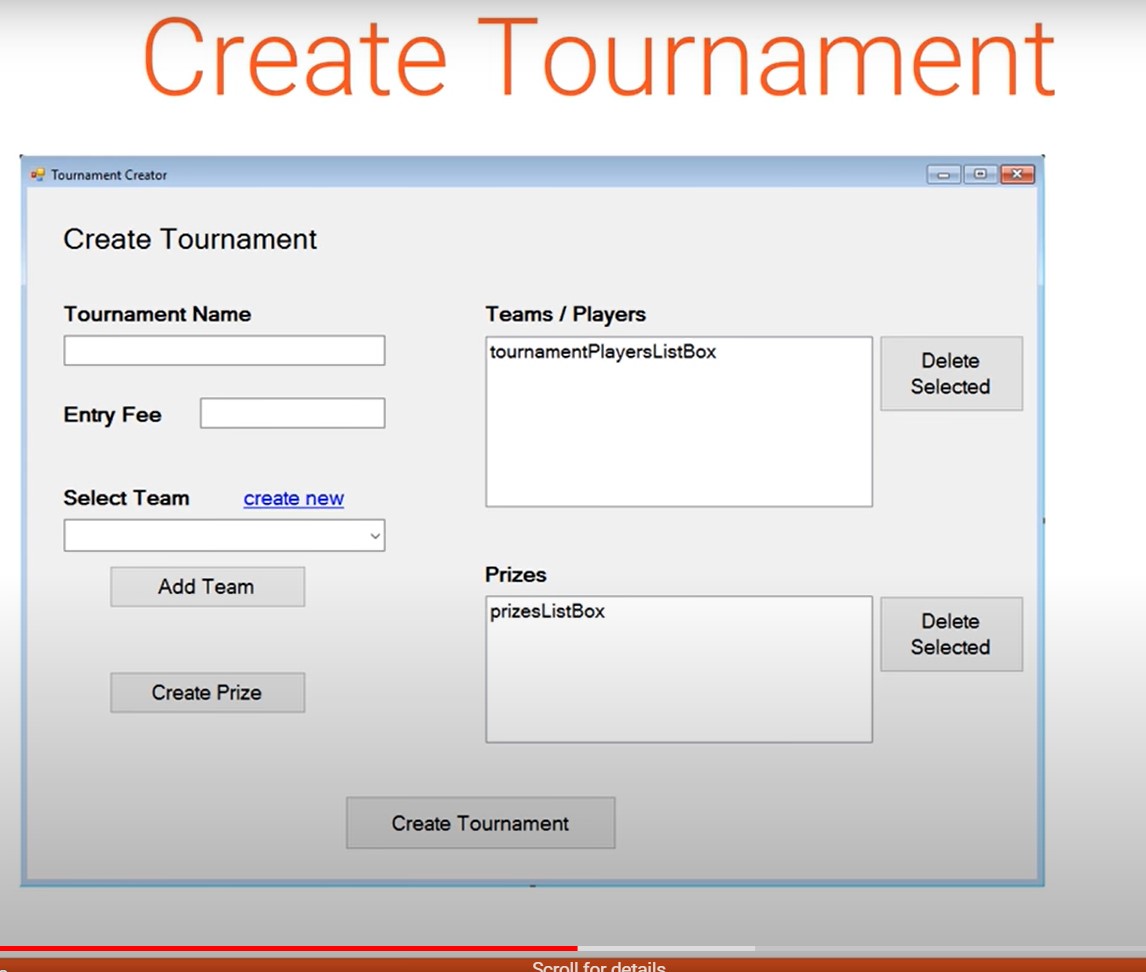 Create Tournament
Tournament Creator
Create Tournament
Tournament Name
Entry Fee
Select Team create new
Add Team
Create Prize
Teams / Players
tournamentPlayersListBox
Delete
Selected
Prizes
prizesListBox
Delete
Selected
Create Tournament
Scroll for details